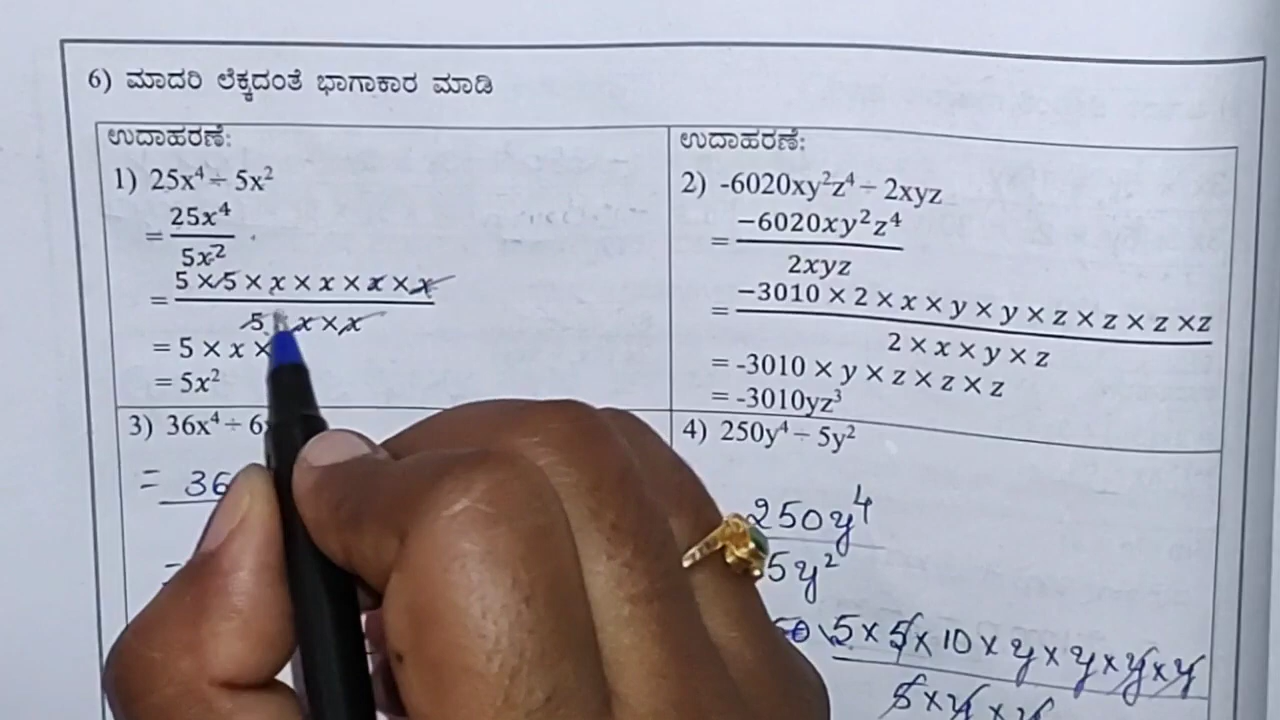 6) ಮಾದರಿ ಲೆಕ್ಕದಂತೆ ಭಾಗಾಕಾರ ಮಾಡಿ
ಉದಾಹರಣೆ:
1) 25x⁴ ÷ 5x²
= 25x⁴ / 5x²
= 5 × 5 × x × x × x × x / 5 x × x
= 5 × x ×
= 5x²
ಉದಾಹರಣೆ:
2) -6020xy²z⁴ ÷ 2xyz
= −6020xy²z⁴ / 2xyz
= −3010 × 2 × x × y × y × z × z × z × z / 2 × x × y × z
= -3010 × y × z × z × z
= -3010yz³
3) 36x⁴ ÷ 6
= 36
4) 250y⁴ ÷ 5y²
250y⁴
5y²
5 × 5 × 10 × y × y × y × y
5 × y × y